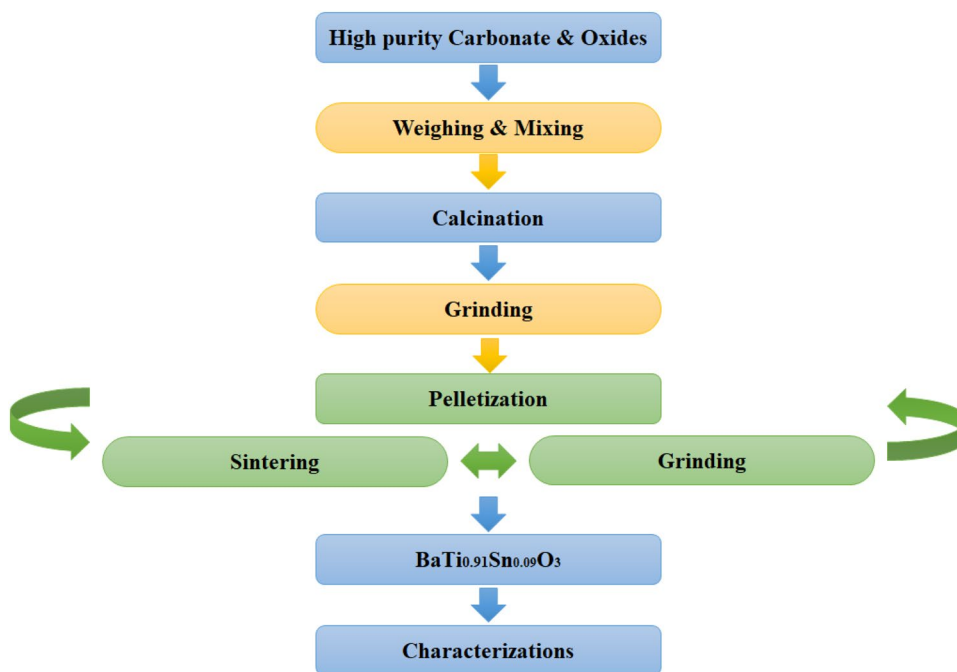 High purity Carbonate & Oxides
Weighing & Mixing
Calcination
Grinding
Pelletization
Sintering
Grinding
BaTi₀.₉₁Sn₀.₀₉O₃
Characterizations